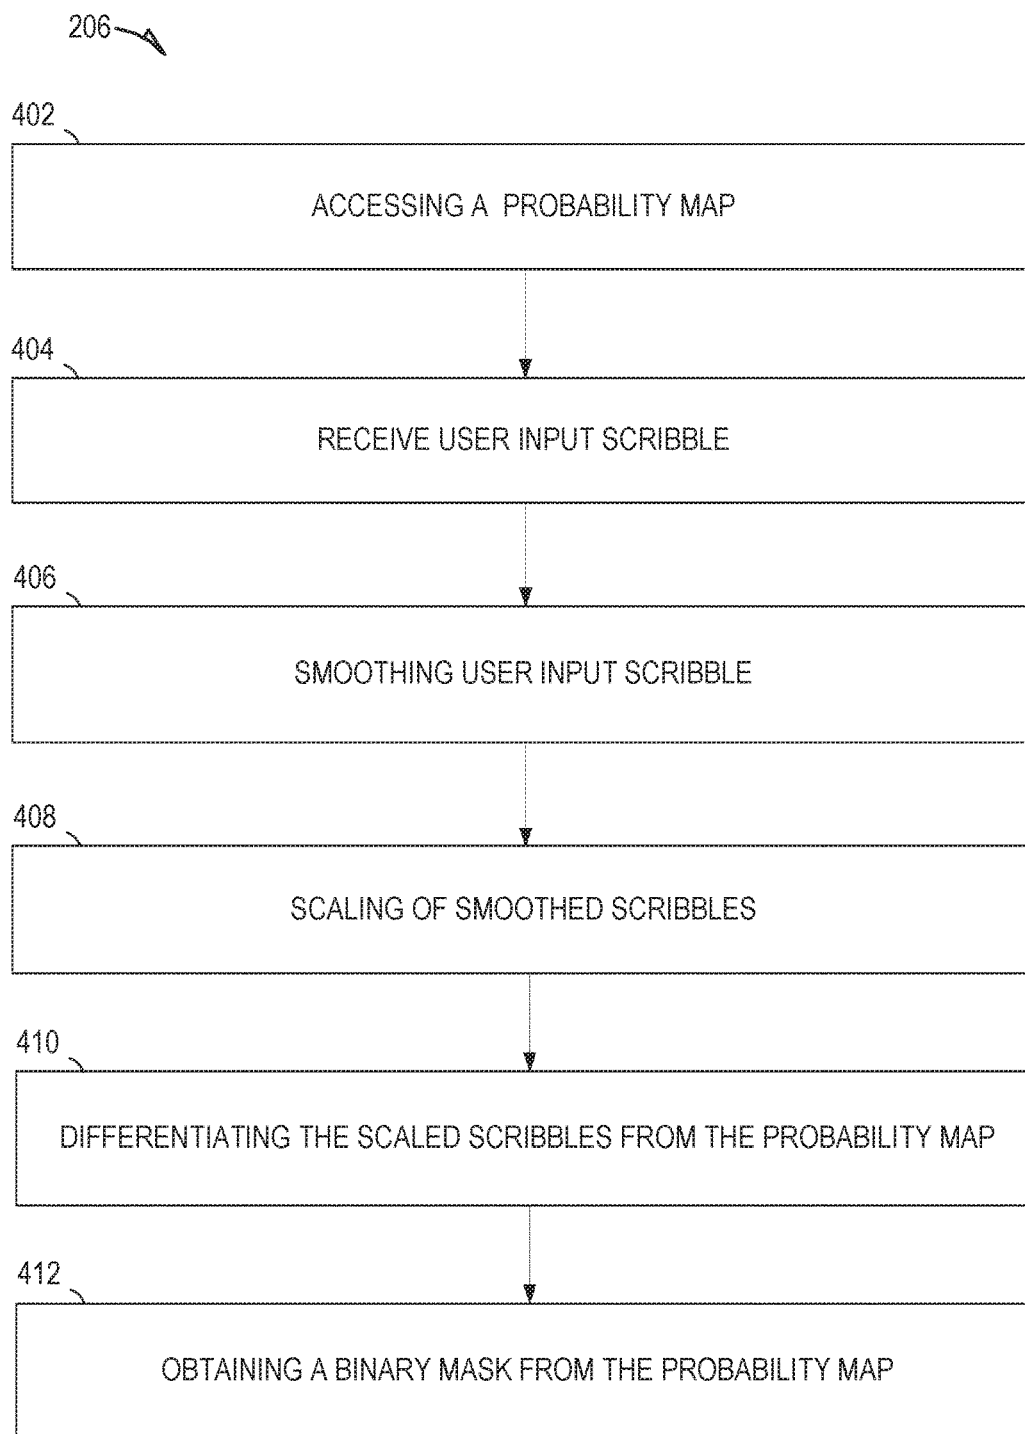 206
402
ACCESSING A PROBABILITY MAP
404
RECEIVE USER INPUT SCRIBBLE
406
SMOOTHING USER INPUT SCRIBBLE
408
SCALING OF SMOOTHED SCRIBBLES
410
DIFFERENTIATING THE SCALED SCRIBBLES FROM THE PROBABILITY MAP
412
OBTAINING A BINARY MASK FROM THE PROBABILITY MAP